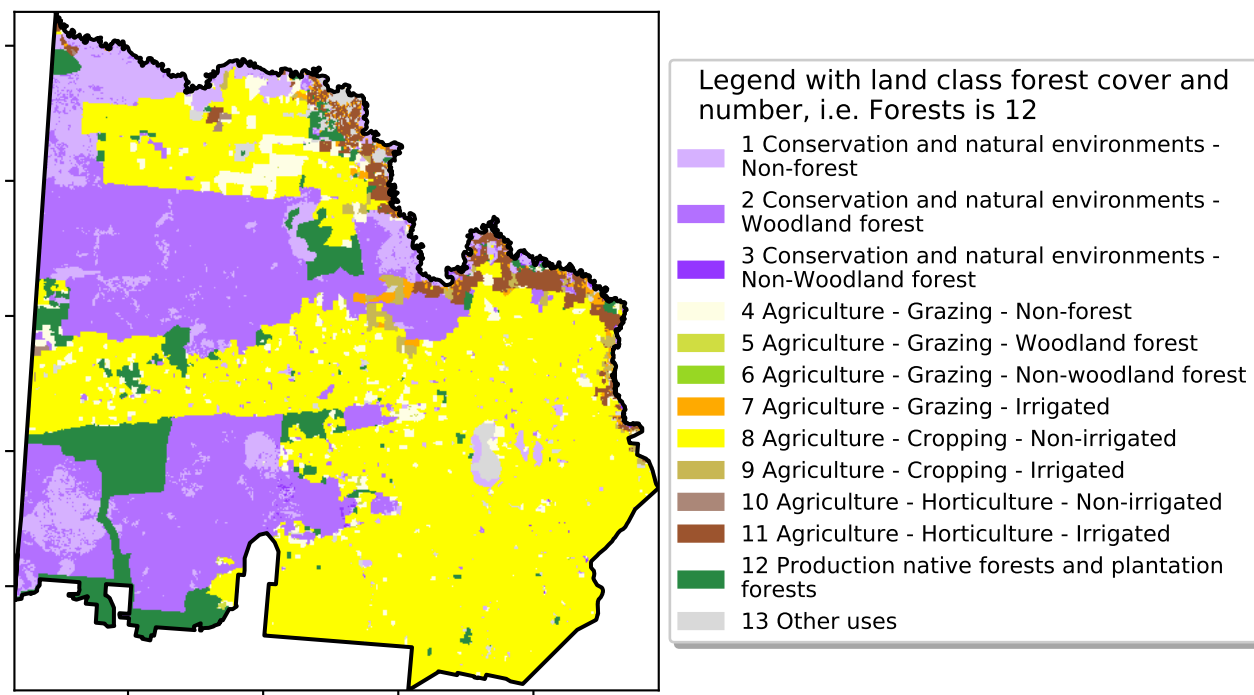 Legend with land class forest cover and
number, i.e. Forests is 12
1 Conservation and natural environments -
Non-forest
2 Conservation and natural environments -
Woodland forest
3 Conservation and natural environments -
Non-Woodland forest
4 Agriculture - Grazing - Non-forest
5 Agriculture - Grazing - Woodland forest
6 Agriculture - Grazing - Non-woodland forest
7 Agriculture - Grazing - Irrigated
8 Agriculture - Cropping - Non-irrigated
9 Agriculture - Cropping - Irrigated
10 Agriculture - Horticulture - Non-irrigated
11 Agriculture - Horticulture - Irrigated
12 Production native forests and plantation
forests
13 Other uses